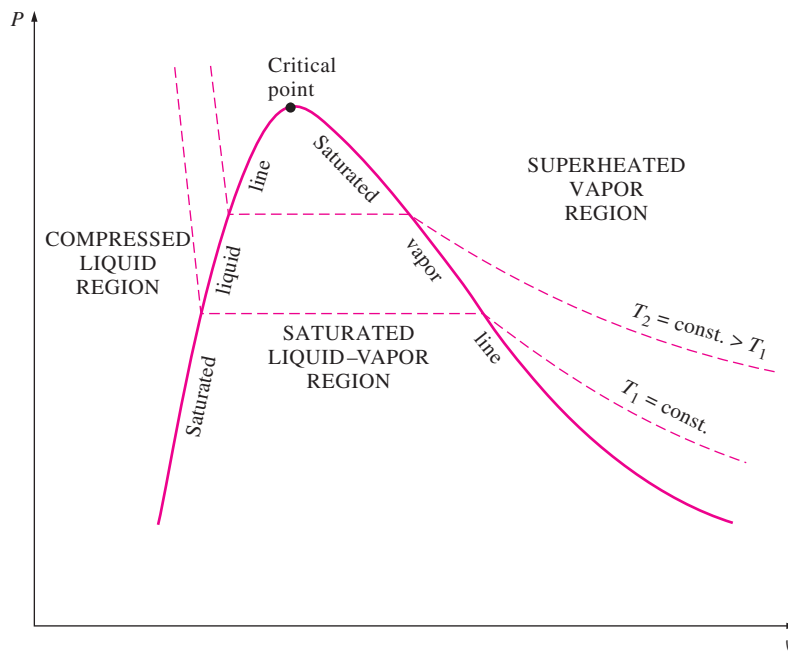 P
Critical
point
Saturated
liquid
line
Saturated
vapor
line
SUPERHEATED
VAPOR
REGION
COMPRESSED
LIQUID
REGION
SATURATED
LIQUID–VAPOR
REGION
T2 = const. > T1
T1 = const.